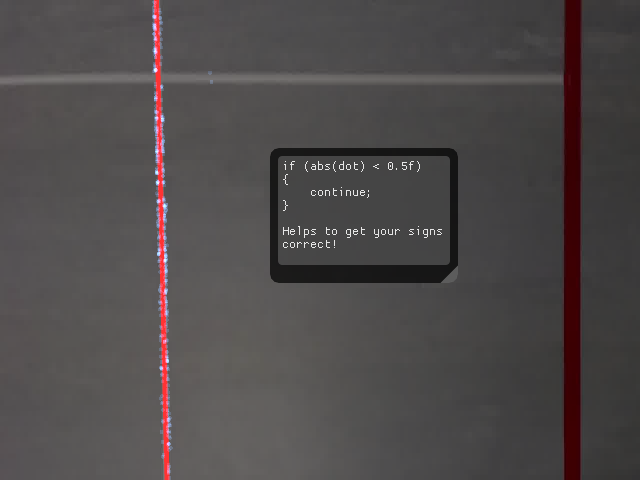 if (abs(dot) < 0.5f)
{
    continue;
}

Helps to get your signs
correct!